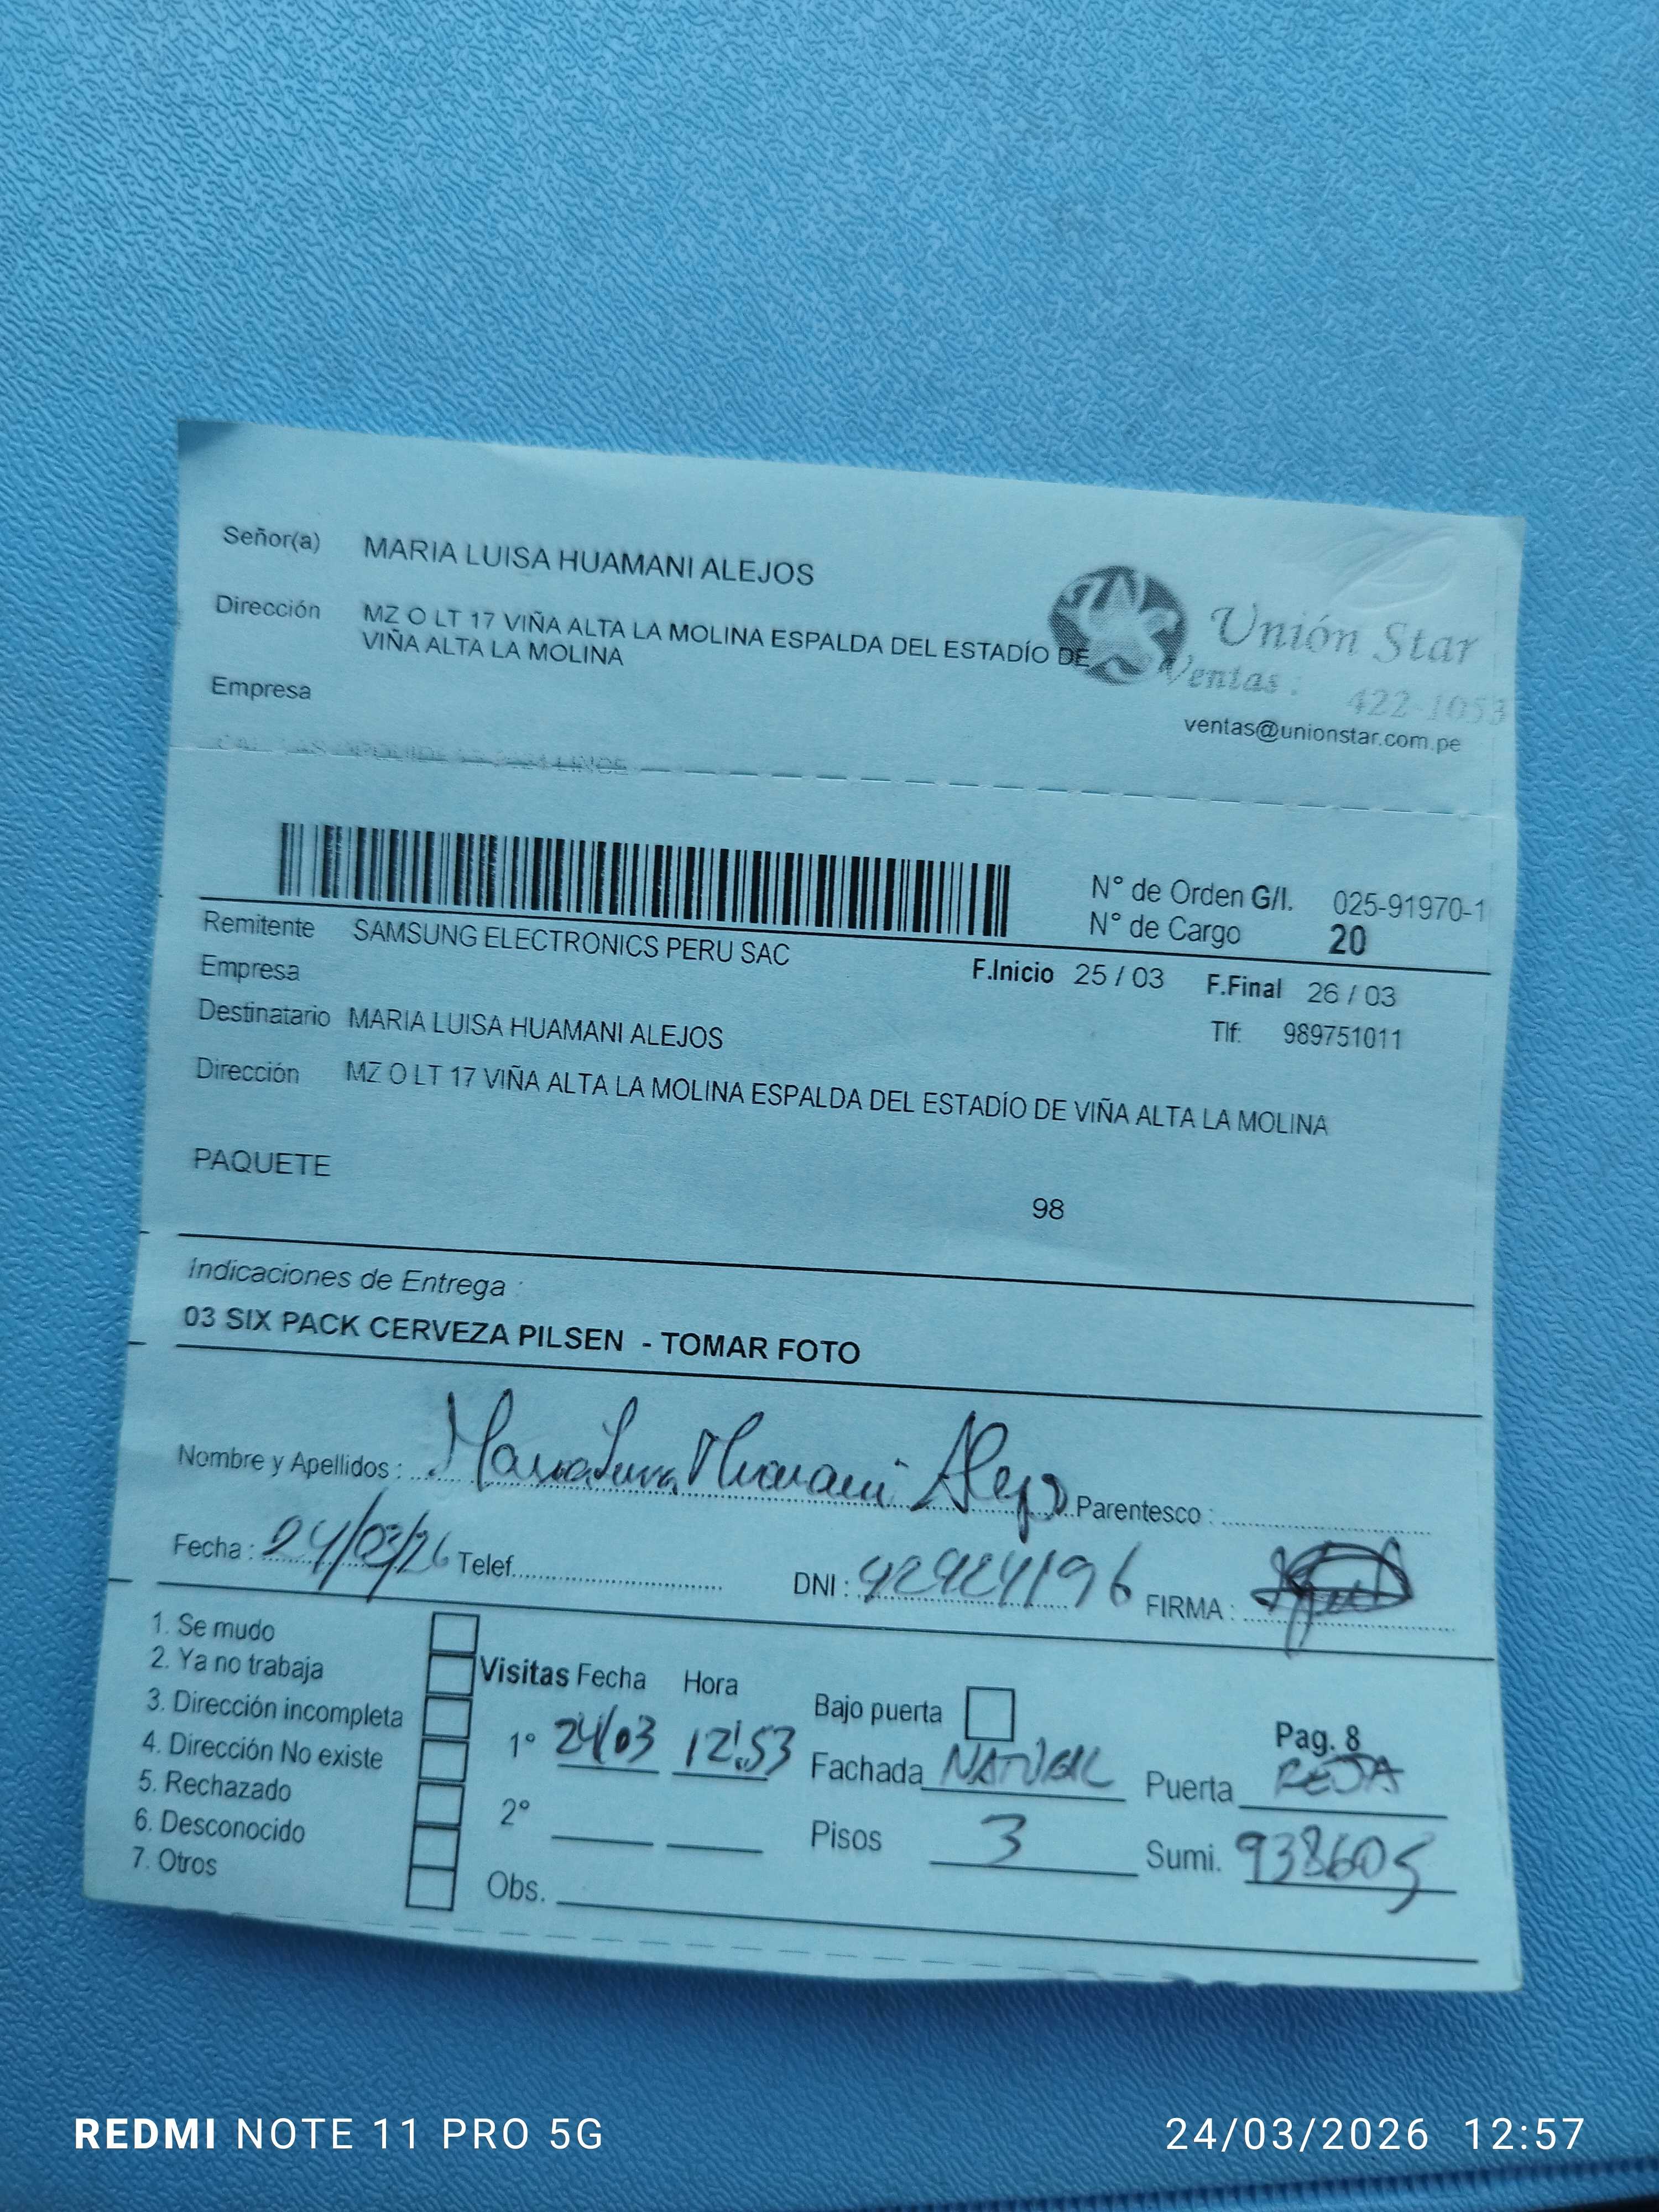 Señor(a) MARIA LUISA HUAMANI ALEJOS
Dirección MZ O LT 17 VIÑA ALTA LA MOLINA ESPALDA DEL ESTADÍO DE
VIÑA ALTA LA MOLINA
Empresa
Unión Star
Ventas : 422-1053
ventas@unionstar.com.pe
N° de Orden G/I. 025-91970-1
N° de Cargo 20
Remitente SAMSUNG ELECTRONICS PERU SAC
Empresa F.Inicio 25 / 03 F.Final 26 / 03
Destinatario MARIA LUISA HUAMANI ALEJOS Tlf: 989751011
Dirección MZ O LT 17 VIÑA ALTA LA MOLINA ESPALDA DEL ESTADÍO DE VIÑA ALTA LA MOLINA
PAQUETE
98
Indicaciones de Entrega :
03 SIX PACK CERVEZA PILSEN - TOMAR FOTO
Nombre y Apellidos : Maria Luisa Huamani Alejos Parentesco :
Fecha : 24/03/26 Telef. DNI : 42424196 FIRMA :
1. Se mudo
2. Ya no trabaja
3. Dirección incompleta
4. Dirección No existe
5. Rechazado
6. Desconocido
7. Otros
Visitas Fecha Hora
1° 24/03 12:53
2°
Obs.
Bajo puerta
Fachada NATURAL
Pisos 3
Pag. 8
Puerta REJA
Sumi. 938605
REDMI NOTE 11 PRO 5G
24/03/2026 12:57